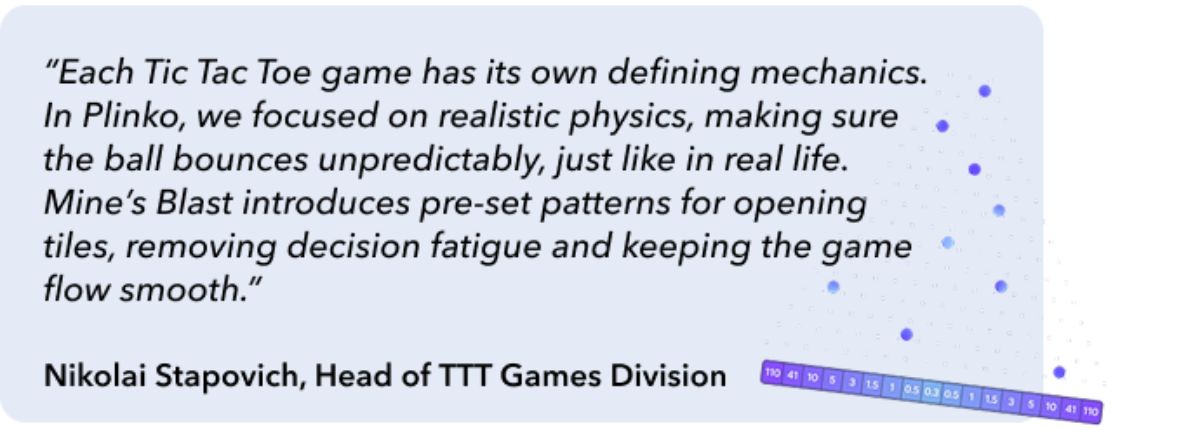 “Each Tic Tac Toe game has its own defining mechanics.
In Plinko, we focused on realistic physics, making sure
the ball bounces unpredictably, just like in real life.
Mine’s Blast introduces pre-set patterns for opening
tiles, removing decision fatigue and keeping the game
flow smooth.”
Nikolai Stapovich, Head of TTT Games Division
110 41 10 5 3 1.5 1 0.5 0.3 0.5 1 1.5 3 5 10 41 110